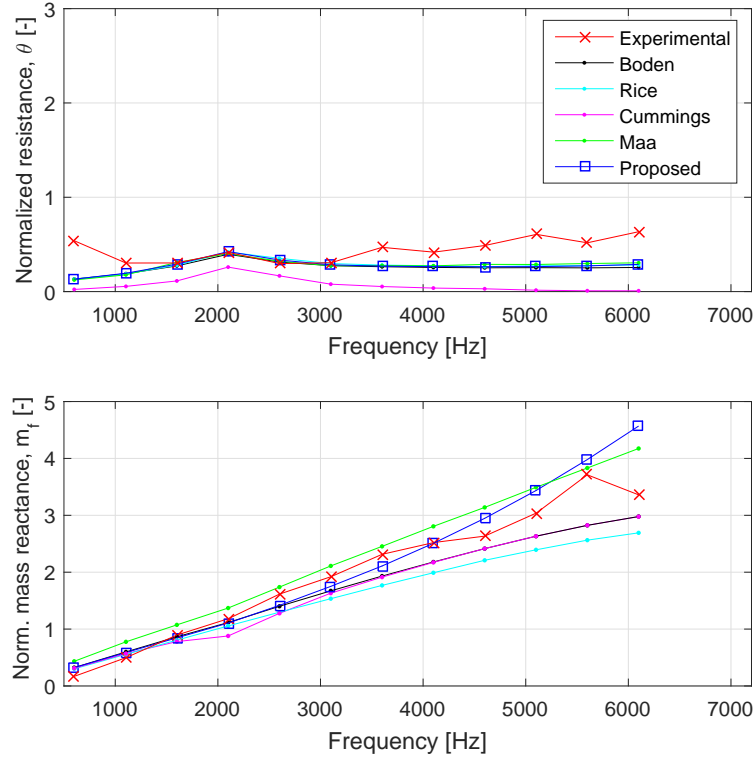 3
2
1
0
Normalized resistance, θ [-]
Experimental
Boden
Rice
Cummings
Maa
Proposed
1000 2000 3000 4000 5000 6000 7000
Frequency [Hz]
5
4
3
2
1
0
Norm. mass reactance, m_f [-]
1000 2000 3000 4000 5000 6000 7000
Frequency [Hz]